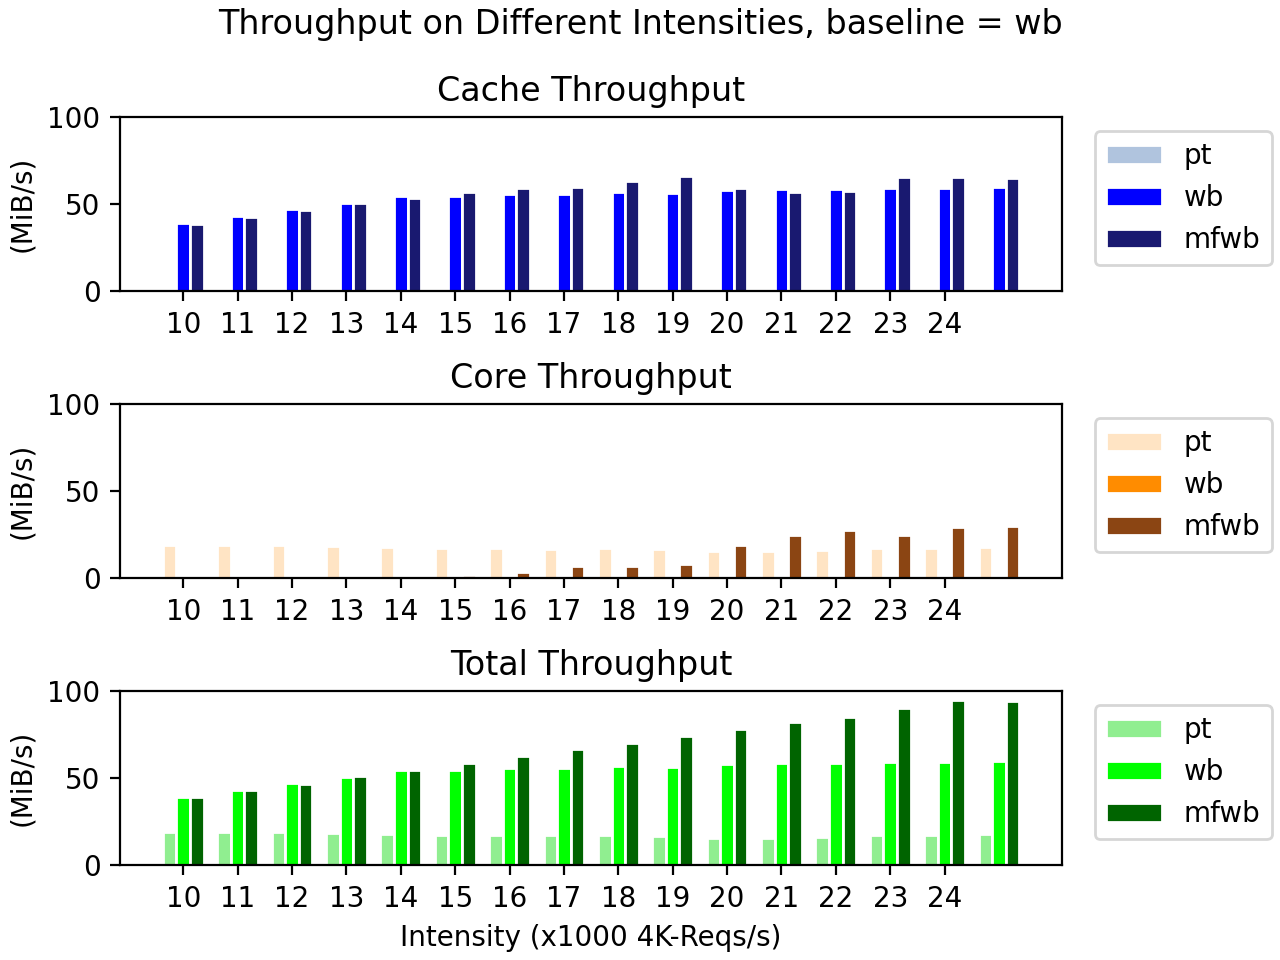 Throughput on Different Intensities, baseline = wb
Cache Throughput
100
50
0
(MiB/s)
10 11 12 13 14 15 16 17 18 19 20 21 22 23 24
pt
wb
mfwb
Core Throughput
100
50
0
(MiB/s)
10 11 12 13 14 15 16 17 18 19 20 21 22 23 24
pt
wb
mfwb
Total Throughput
100
50
0
(MiB/s)
10 11 12 13 14 15 16 17 18 19 20 21 22 23 24
Intensity (x1000 4K-Reqs/s)
pt
wb
mfwb